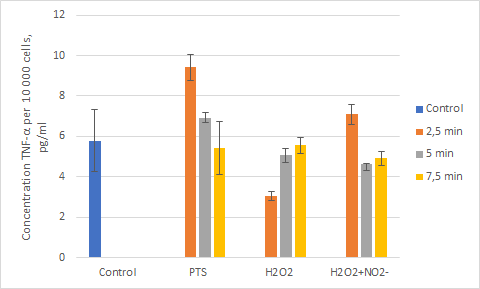 Concentration TNF-α per 10 000 cells,
pg/ml
12
10
8
6
4
2
0
Control
PTS
H2O2
H2O2+NO2-
Control
2,5 min
5 min
7,5 min